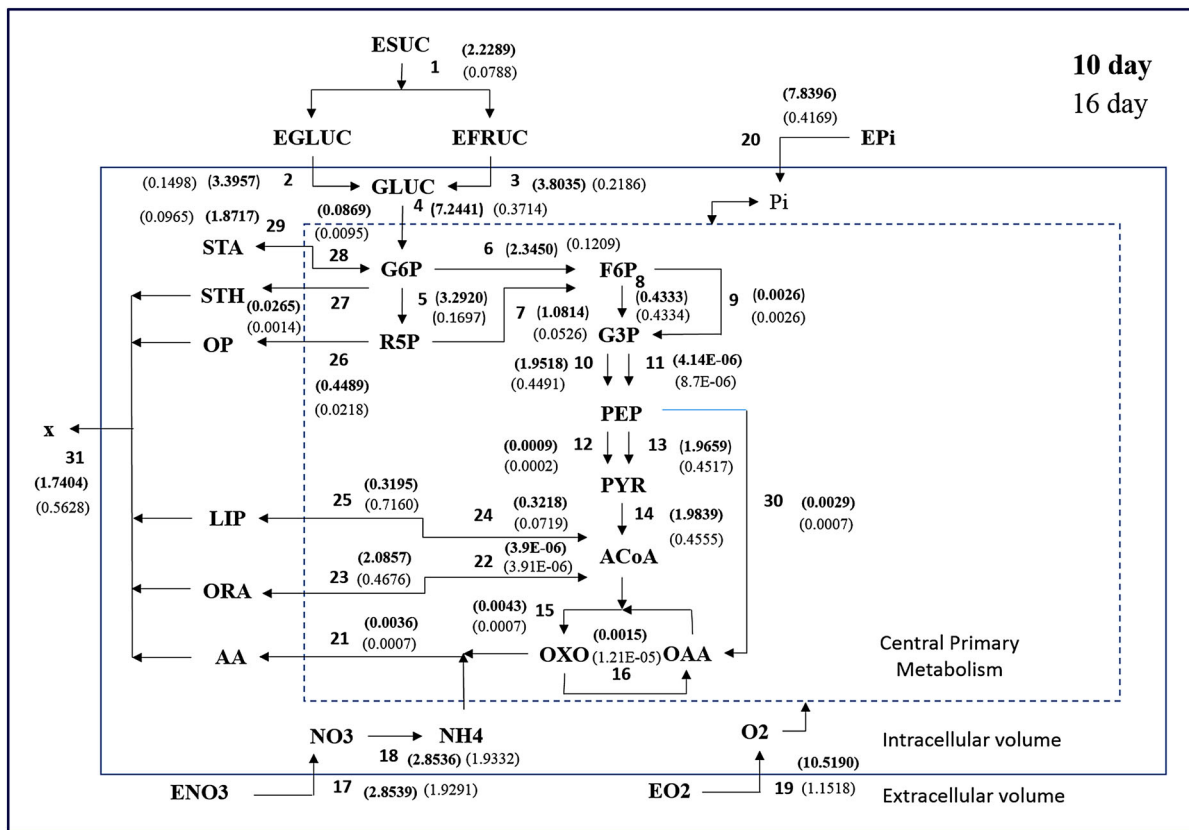 ESUC
(2.2289)
1
(0.0788)
10 day
16 day
(7.8396)
(0.4169)
EGLUC
EFRUC
20
EPi
(0.1498) (3.3957) 2
GLUC
3 (3.8035) (0.2186)
Pi
(0.0965) (1.8717)
(0.0869)
(0.0095)
4 (7.2441) (0.3714)
29
STA
28
G6P
6 (2.3450) (0.1209)
F6P
8
STH
27
(0.0265)
(0.0014)
5 (3.2920)
(0.1697)
7 (1.0814)
(0.0526)
(0.4333)
(0.4334)
9
(0.0026)
(0.0026)
OP
26
R5P
G3P
(0.4489)
(0.0218)
(1.9518)
(0.4491)
10
11
(4.14E-06)
(8.7E-06)
PEP
x
31
(1.7404)
(0.5628)
(0.0009)
(0.0002)
12
13
(1.9659)
(0.4517)
PYR
LIP
25
(0.3195)
(0.7160)
24
(0.3218)
(0.0719)
14
(1.9839)
(0.4555)
30
(0.0029)
(0.0007)
ORA
23
(2.0857)
(0.4676)
22
(3.9E-06)
(3.91E-06)
ACoA
AA
21
(0.0036)
(0.0007)
(0.0043)
(0.0007)
15
OXO
(0.0015)
(1.21E-05)
16
OAA
Central Primary
Metabolism
NO3
NH4
O2
Intracellular volume
18 (2.8536) (1.9332)
(10.5190)
ENO3
17 (2.8539) (1.9291)
EO2
19 (1.1518)
Extracellular volume